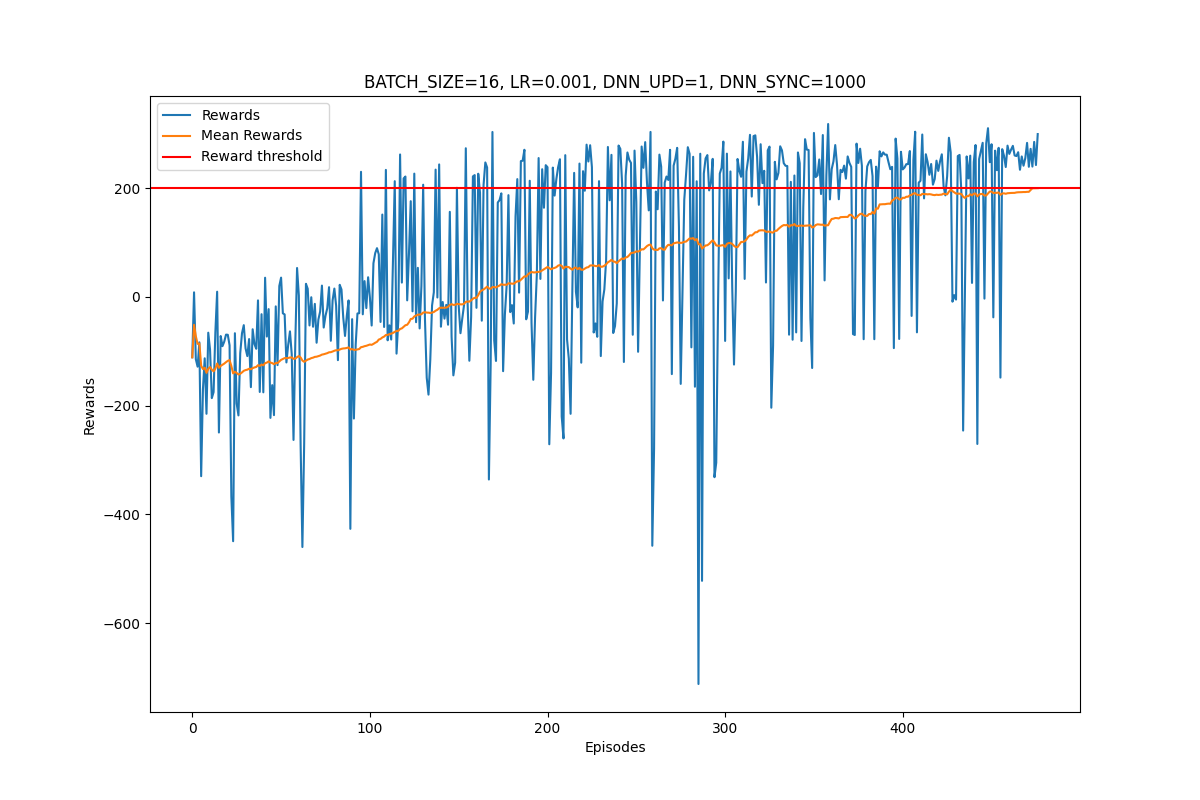 BATCH_SIZE=16, LR=0.001, DNN_UPD=1, DNN_SYNC=1000
Rewards
Mean Rewards
Reward threshold
200
0
−200
−400
−600
Rewards
0
100
200
300
400
Episodes